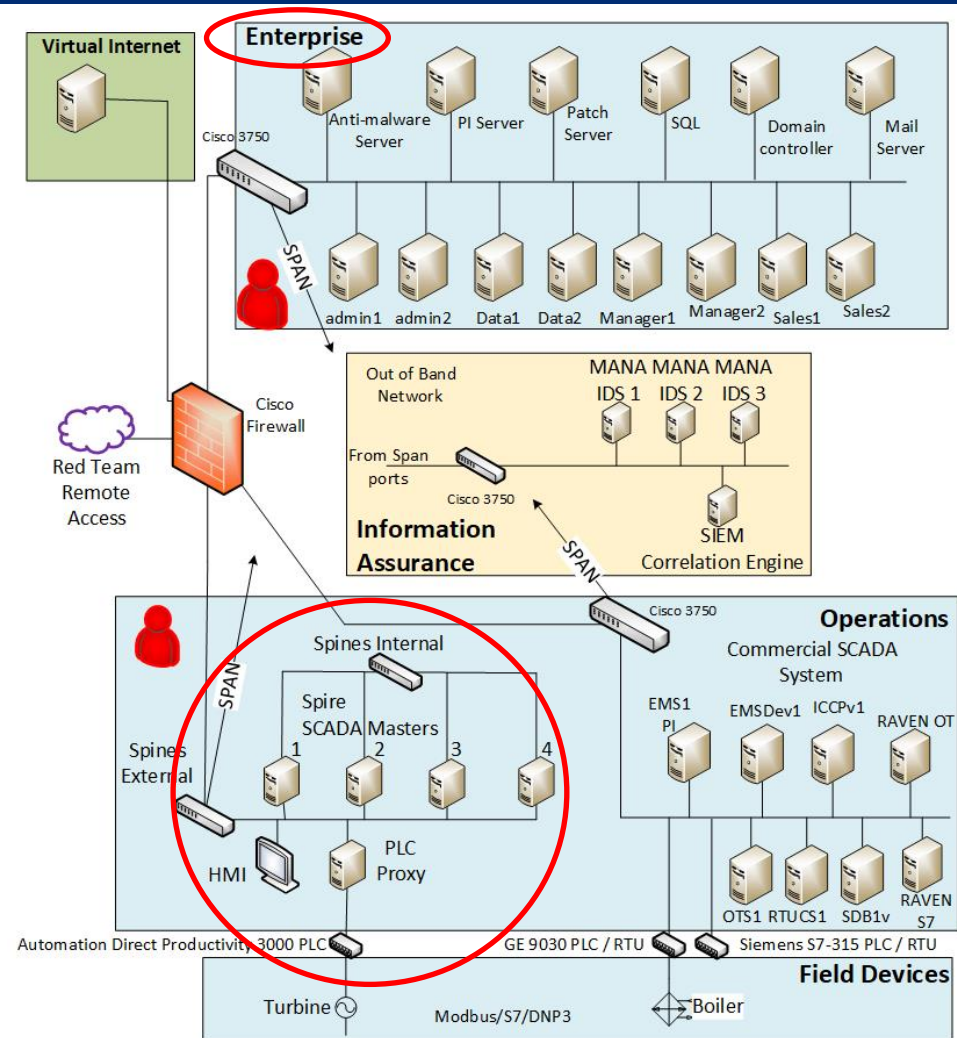 Virtual Internet
Enterprise
Anti-malware
Server
PI Server
Patch
Server
SQL
Domain
controller
Mail
Server
Cisco 3750
SPAN
admin1
admin2
Data1
Data2
Manager1
Manager2
Sales1
Sales2
Cisco
Firewall
Red Team
Remote
Access
Out of Band
Network
MANA MANA MANA
IDS 1 IDS 2 IDS 3
From Span
ports
Cisco 3750
Information
Assurance
SIEM
Correlation Engine
SPAN
SPAN
Cisco 3750
Operations
Commercial SCADA
System
Spines Internal
Spire
SCADA Masters
1 2 3 4
Spines
External
HMI
PLC
Proxy
EMS1
PI
EMSDev1
ICCPv1
RAVEN OT
OTS1
RTUCS1
SDB1v
RAVEN
S7
Automation Direct Productivity 3000 PLC
GE 9030 PLC / RTU
Siemens S7-315 PLC / RTU
Field Devices
Turbine
Modbus/S7/DNP3
Boiler